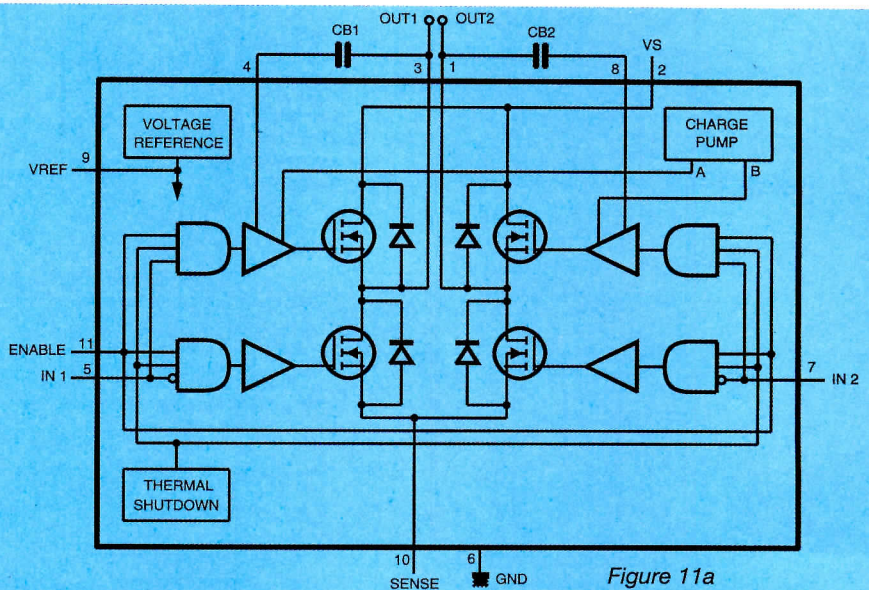 OUT1 OUT2
CB1 CB2
VS
4 3 1 8 2
VOLTAGE
REFERENCE
CHARGE
PUMP
9
VREF
A B
ENABLE 11
5
IN 1
7
IN 2
THERMAL
SHUTDOWN
10
SENSE
6
GND
Figure 11a